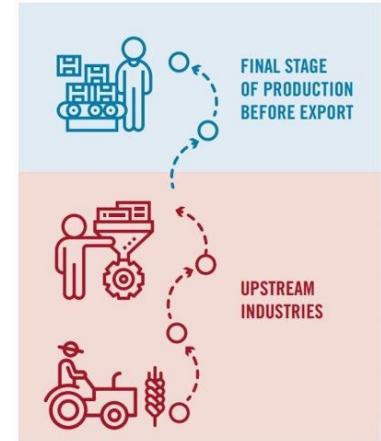 FINAL STAGE
OF PRODUCTION
BEFORE EXPORT
UPSTREAM
INDUSTRIES